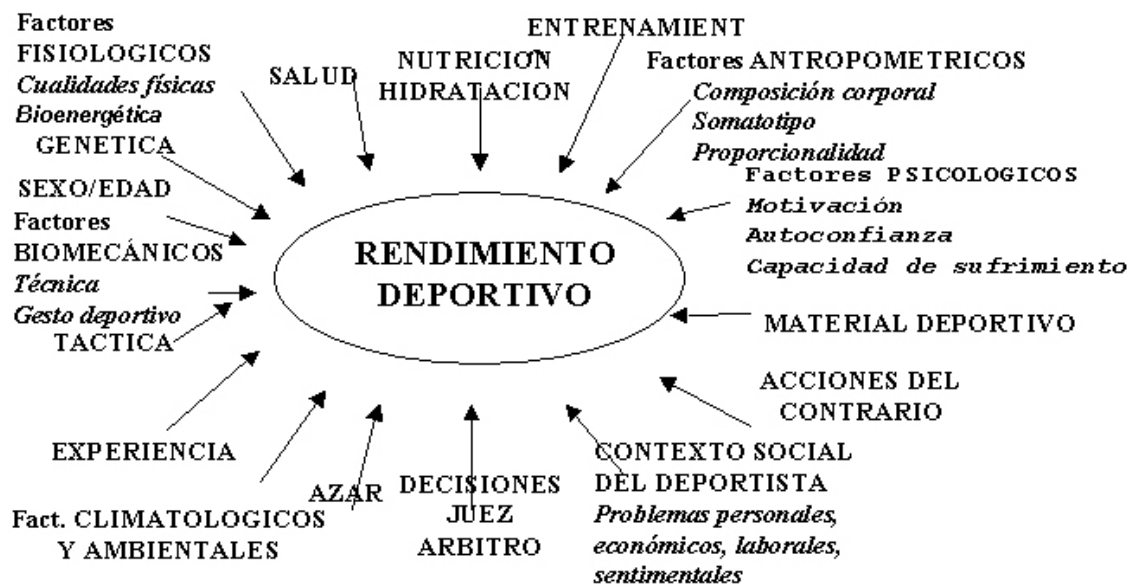 Factores
FISIOLOGICOS
Cualidades físicas
Bioenergética
GENETICA
SEXO/EDAD
Factores
BIOMECÁNICOS
Técnica
Gesto deportivo
TACTICA
EXPERIENCIA
Fact. CLIMATOLOGICOS
Y AMBIENTALES
SALUD
NUTRICION
HIDRATACION
ENTRENAMIENT
Factores ANTROPOMETRICOS
Composición corporal
Somatotipo
Proporcionalidad
Factores PSICOLOGICOS
Motivación
Autoconfianza
Capacidad de sufrimiento
RENDIMIENTO
DEPORTIVO
MATERIAL DEPORTIVO
ACCIONES DEL
CONTRARIO
CONTEXTO SOCIAL
DEL DEPORTISTA
Problemas personales,
económicos, laborales,
sentimentales
DECISIONES
JUEZ
ARBITRO
AZAR